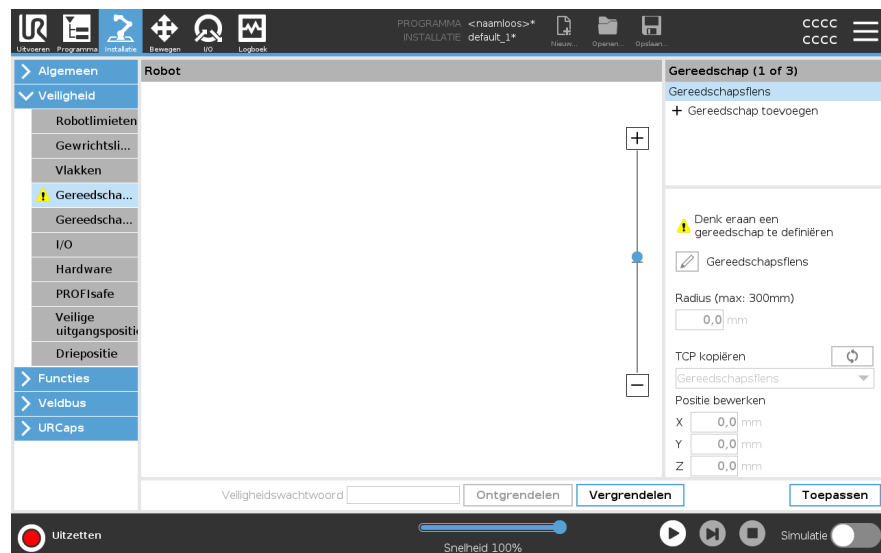 PROGRAMMA <naamloos>*
INSTALLATIE default_1*
Uitvoeren Programma Installatie Bewegen I/O Logboek
Nieuw... Openen... Opslaan...
CCCC
CCCC
Algemeen
Veiligheid
Robotlimieten
Gewrichtsli...
Vlakken
Gereedscha...
Gereedscha...
I/O
Hardware
PROFIsafe
Veilige
uitgangspositi
Driepositie
Functies
Veldbus
URCaps
Robot
Gereedschap (1 of 3)
Gereedschapsflens
+ Gereedschap toevoegen
Denk eraan een
gereedschap te definiëren
Gereedschapsflens
Radius (max: 300mm)
0,0 mm
TCP kopiëren
Gereedschapsflens
Positie bewerken
X 0,0 mm
Y 0,0 mm
Z 0,0 mm
Veiligheidswachtwoord Ontgrendelen Vergrendelen Toepassen
Uitzetten
Snelheid 100%
Simulatie